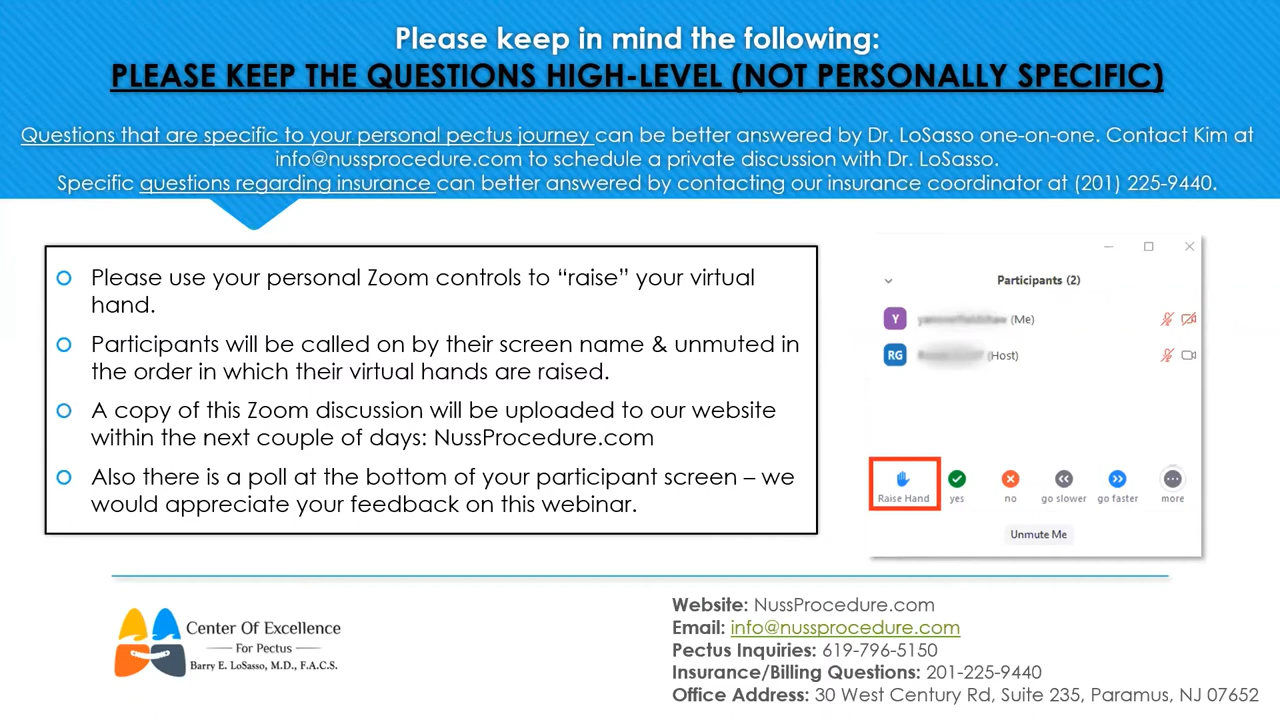 Please keep in mind the following:
PLEASE KEEP THE QUESTIONS HIGH-LEVEL (NOT PERSONALLY SPECIFIC)
Questions that are specific to your personal pectus journey can be better answered by Dr. LoSasso one-on-one. Contact Kim at
info@nussprocedure.com to schedule a private discussion with Dr. LoSasso.
Specific questions regarding insurance can better answered by contacting our insurance coordinator at (201) 225-9440.
Please use your personal Zoom controls to “raise” your virtual
hand.
Participants will be called on by their screen name & unmuted in
the order in which their virtual hands are raised.
A copy of this Zoom discussion will be uploaded to our website
within the next couple of days: NussProcedure.com
Also there is a poll at the bottom of your participant screen – we
would appreciate your feedback on this webinar.
Participants (2)
Y (Me)
RG (Host)
Raise Hand yes no go slower go faster more
Unmute Me
Center Of Excellence
For Pectus
Barry E. LoSasso, M.D., F.A.C.S.
Website: NussProcedure.com
Email: info@nussprocedure.com
Pectus Inquiries: 619-796-5150
Insurance/Billing Questions: 201-225-9440
Office Address: 30 West Century Rd, Suite 235, Paramus, NJ 07652